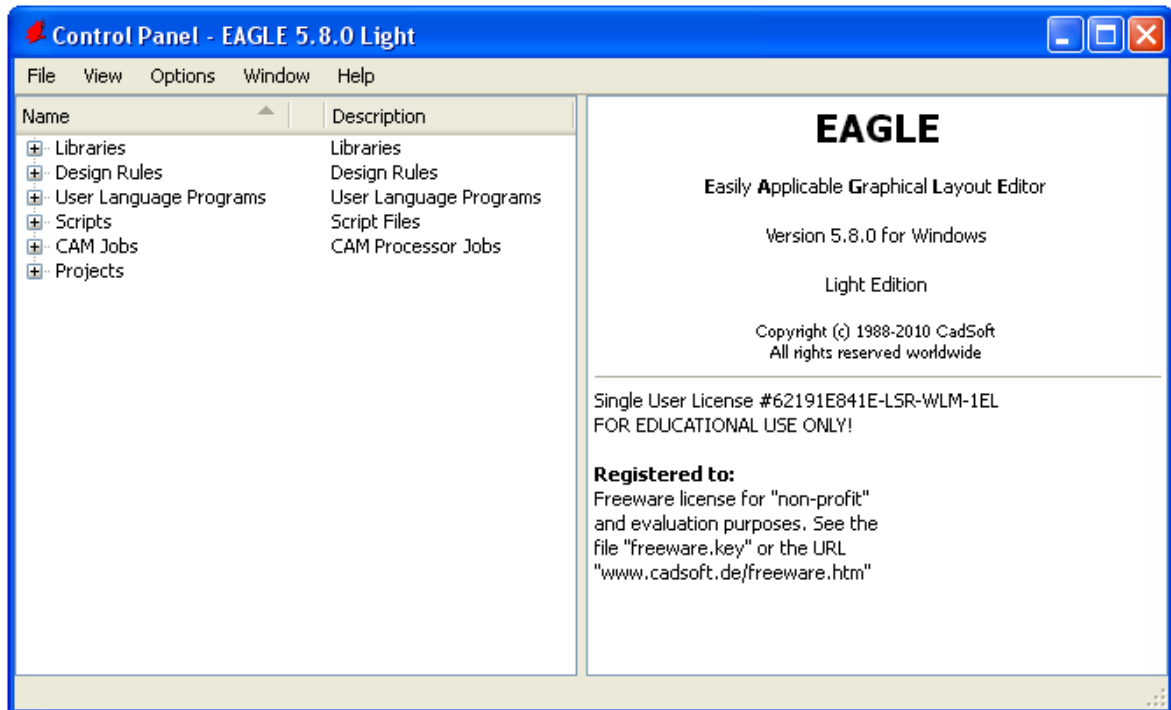 Control Panel - EAGLE 5.8.0 Light
File View Options Window Help
Name Description
Libraries Libraries
Design Rules Design Rules
User Language Programs User Language Programs
Scripts Script Files
CAM Jobs CAM Processor Jobs
Projects
EAGLE
Easily Applicable Graphical Layout Editor
Version 5.8.0 for Windows
Light Edition
Copyright (c) 1988-2010 CadSoft
All rights reserved worldwide
Single User License #62191E841E-LSR-WLM-1EL
FOR EDUCATIONAL USE ONLY!
Registered to:
Freeware license for "non-profit"
and evaluation purposes. See the
file "freeware.key" or the URL
"www.cadsoft.de/freeware.htm"